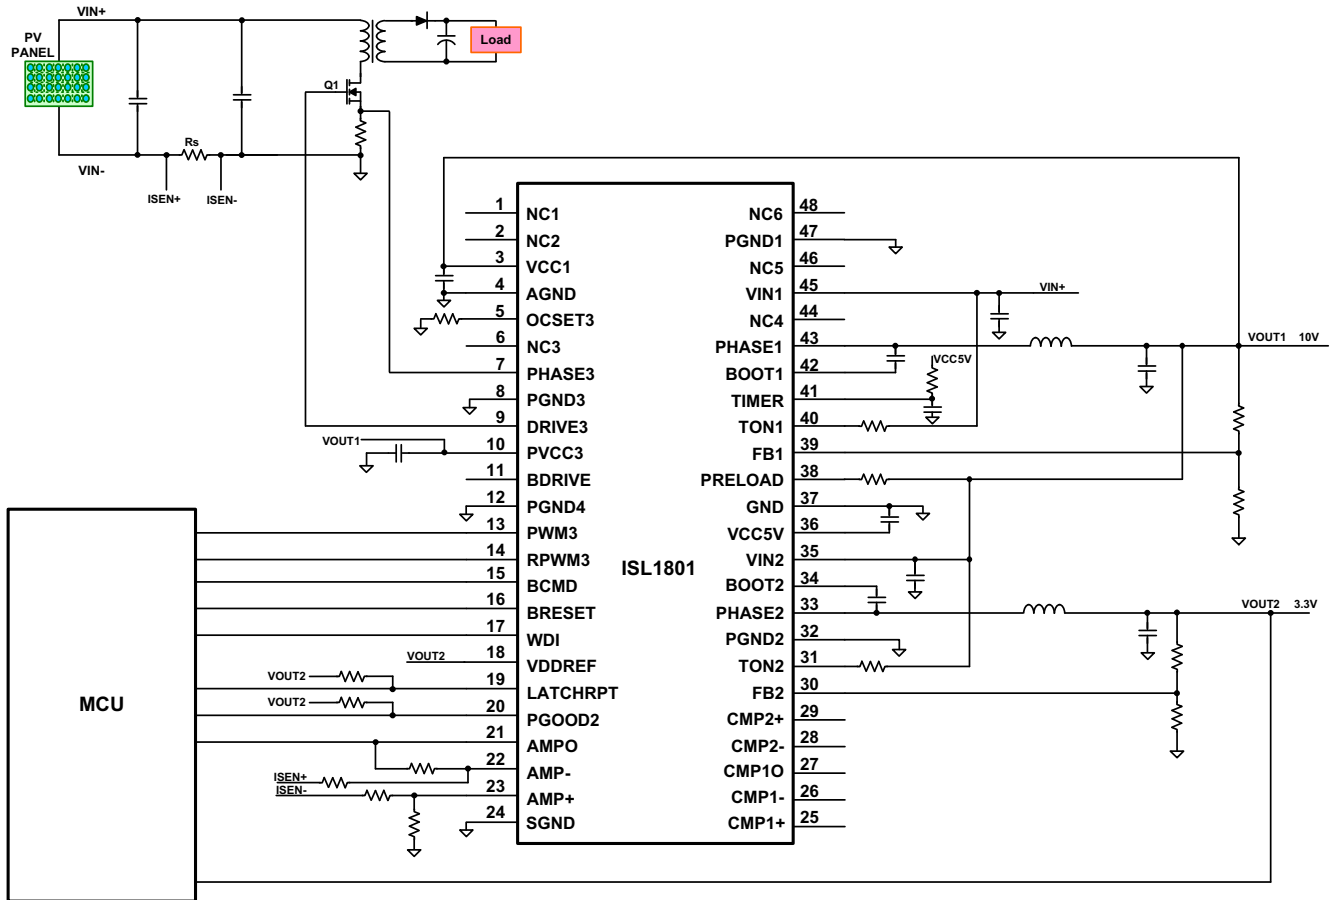 VIN+
PV
PANEL
Load
Q1
Rs
VIN-
ISEN+
ISEN-
1 NC1
2 NC2
3 VCC1
4 AGND
5 OCSET3
6 NC3
7 PHASE3
8 PGND3
9 DRIVE3
VOUT1
10 PVCC3
11 BDRIVE
12 PGND4
13 PWM3
14 RPWM3
15 BCMD
16 BRESET
17 WDI
VOUT2
18 VDDREF
VOUT2
19 LATCHRPT
VOUT2
20 PGOOD2
21 AMPO
22 AMP-
ISEN+
ISEN-
23 AMP+
24 SGND
MCU
ISL1801
NC6 48
PGND1 47
NC5 46
VIN1 45
VIN+
NC4 44
PHASE1 43
VOUT1 10V
BOOT1 42
VCC5V
TIMER 41
TON1 40
FB1 39
PRELOAD 38
GND 37
VCC5V 36
VIN2 35
BOOT2 34
PHASE2 33
VOUT2 3.3V
PGND2 32
TON2 31
FB2 30
CMP2+ 29
CMP2- 28
CMP1O 27
CMP1- 26
CMP1+ 25